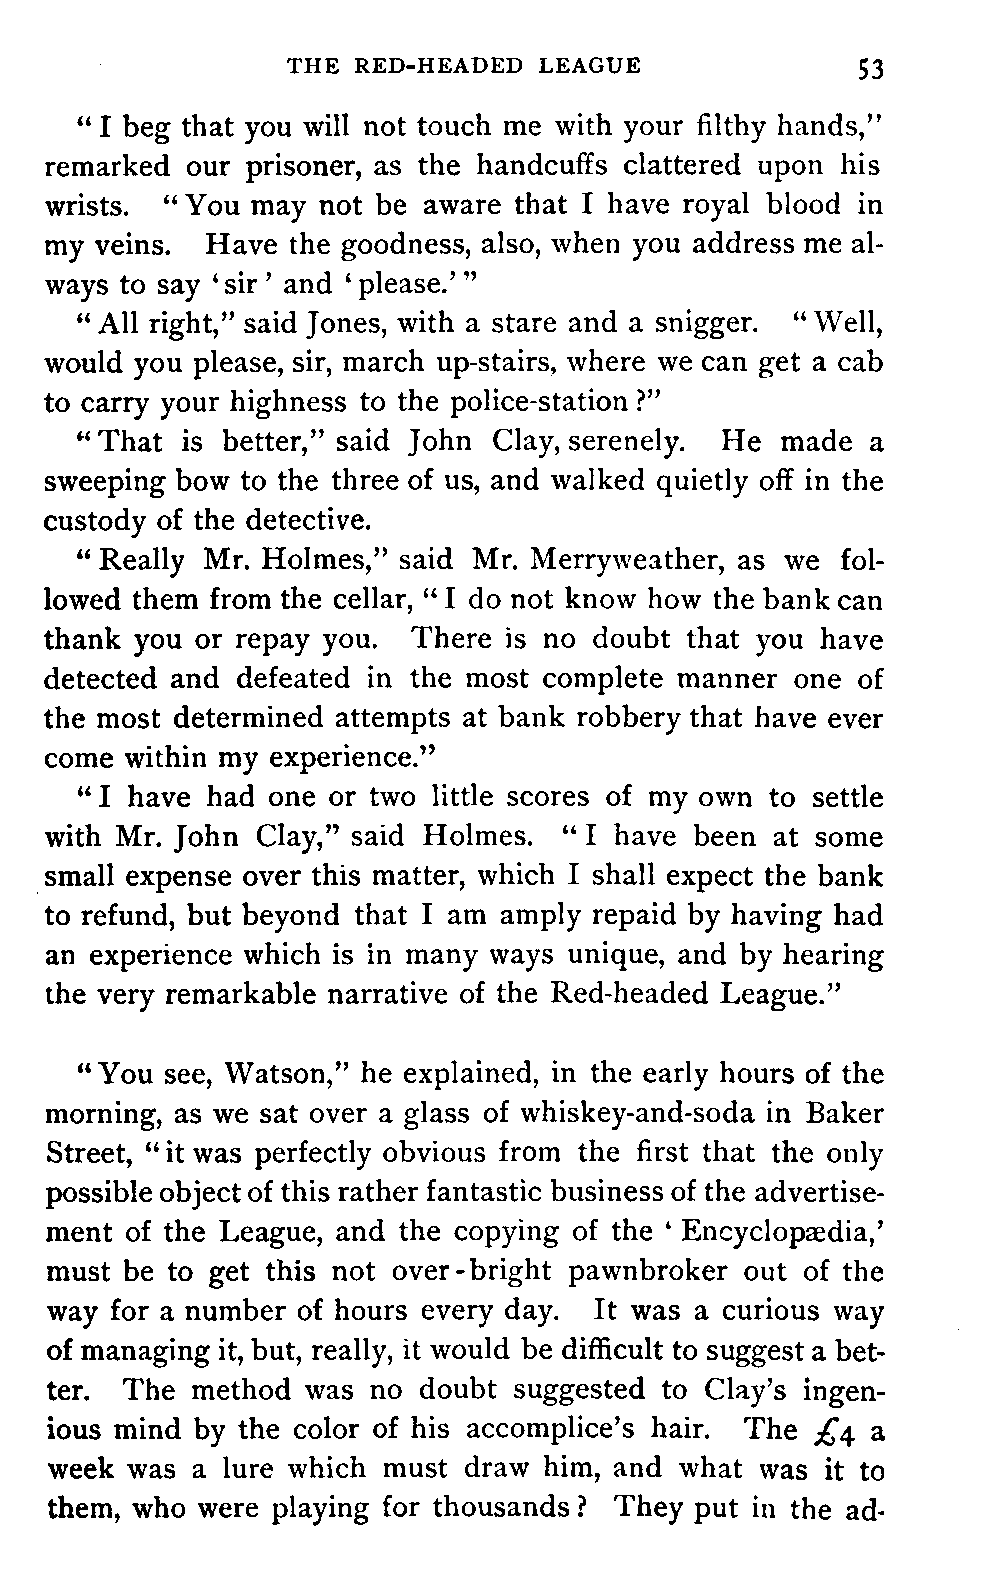 THE RED-HEADED LEAGUE 53
“I beg that you will not touch me with your filthy hands,”
remarked our prisoner, as the handcuffs clattered upon his
wrists. “You may not be aware that I have royal blood in
my veins. Have the goodness, also, when you address me al-
ways to say ‘sir’ and ‘please.’”
“All right,” said Jones, with a stare and a snigger. “Well,
would you please, sir, march up-stairs, where we can get a cab
to carry your highness to the police-station?”
“That is better,” said John Clay, serenely. He made a
sweeping bow to the three of us, and walked quietly off in the
custody of the detective.
“Really Mr. Holmes,” said Mr. Merryweather, as we fol-
lowed them from the cellar, “I do not know how the bank can
thank you or repay you. There is no doubt that you have
detected and defeated in the most complete manner one of
the most determined attempts at bank robbery that have ever
come within my experience.”
“I have had one or two little scores of my own to settle
with Mr. John Clay,” said Holmes. “I have been at some
small expense over this matter, which I shall expect the bank
to refund, but beyond that I am amply repaid by having had
an experience which is in many ways unique, and by hearing
the very remarkable narrative of the Red-headed League.”
“You see, Watson,” he explained, in the early hours of the
morning, as we sat over a glass of whiskey-and-soda in Baker
Street, “it was perfectly obvious from the first that the only
possible object of this rather fantastic business of the advertise-
ment of the League, and the copying of the ‘Encyclopædia,’
must be to get this not over-bright pawnbroker out of the
way for a number of hours every day. It was a curious way
of managing it, but, really, it would be difficult to suggest a bet-
ter. The method was no doubt suggested to Clay’s ingen-
ious mind by the color of his accomplice’s hair. The £4 a
week was a lure which must draw him, and what was it to
them, who were playing for thousands? They put in the ad-